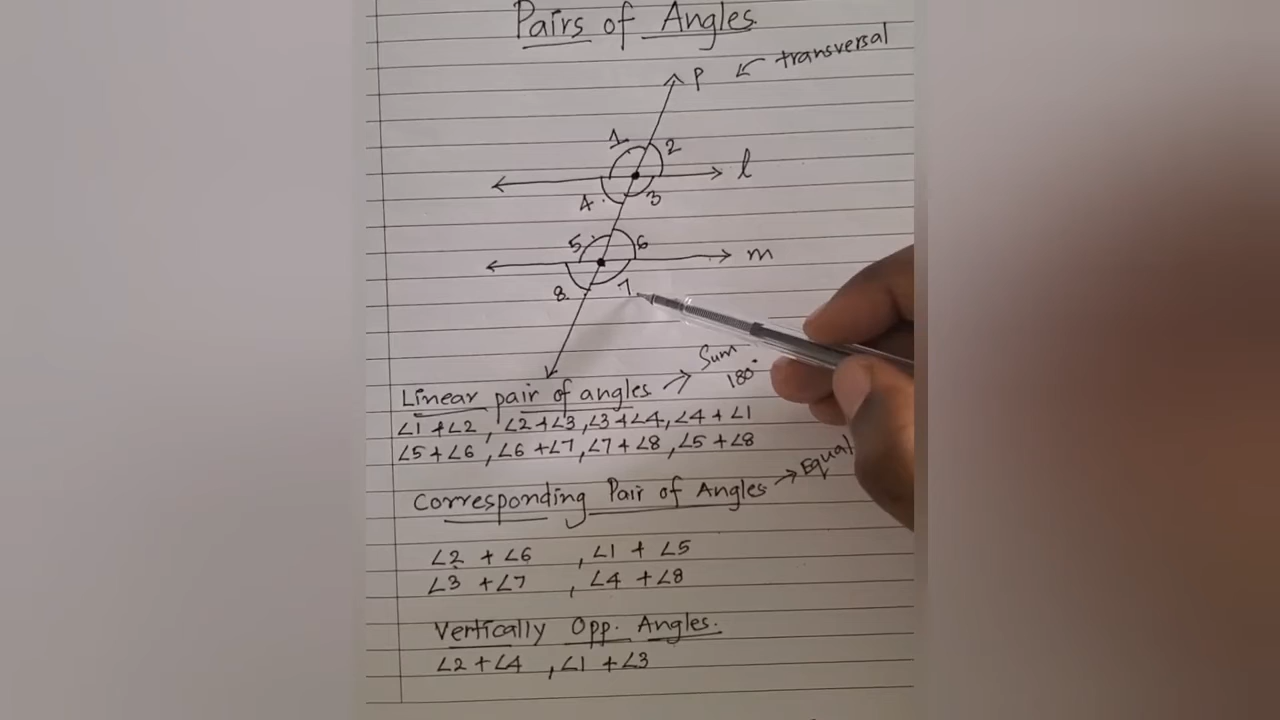 Pairs of Angles
transversal
P
1 2
l
4 3
5 6
m
8 7
Linear pair of angles → Sum 180°
∠1 + ∠2 , ∠2 + ∠3 , ∠3 + ∠4 , ∠4 + ∠1
∠5 + ∠6 , ∠6 + ∠7 , ∠7 + ∠8 , ∠5 + ∠8
Corresponding Pair of Angles → Equal
∠2 + ∠6 , ∠1 + ∠5
∠3 + ∠7 , ∠4 + ∠8
Vertically Opp. Angles.
∠2 + ∠4 , ∠1 + ∠3